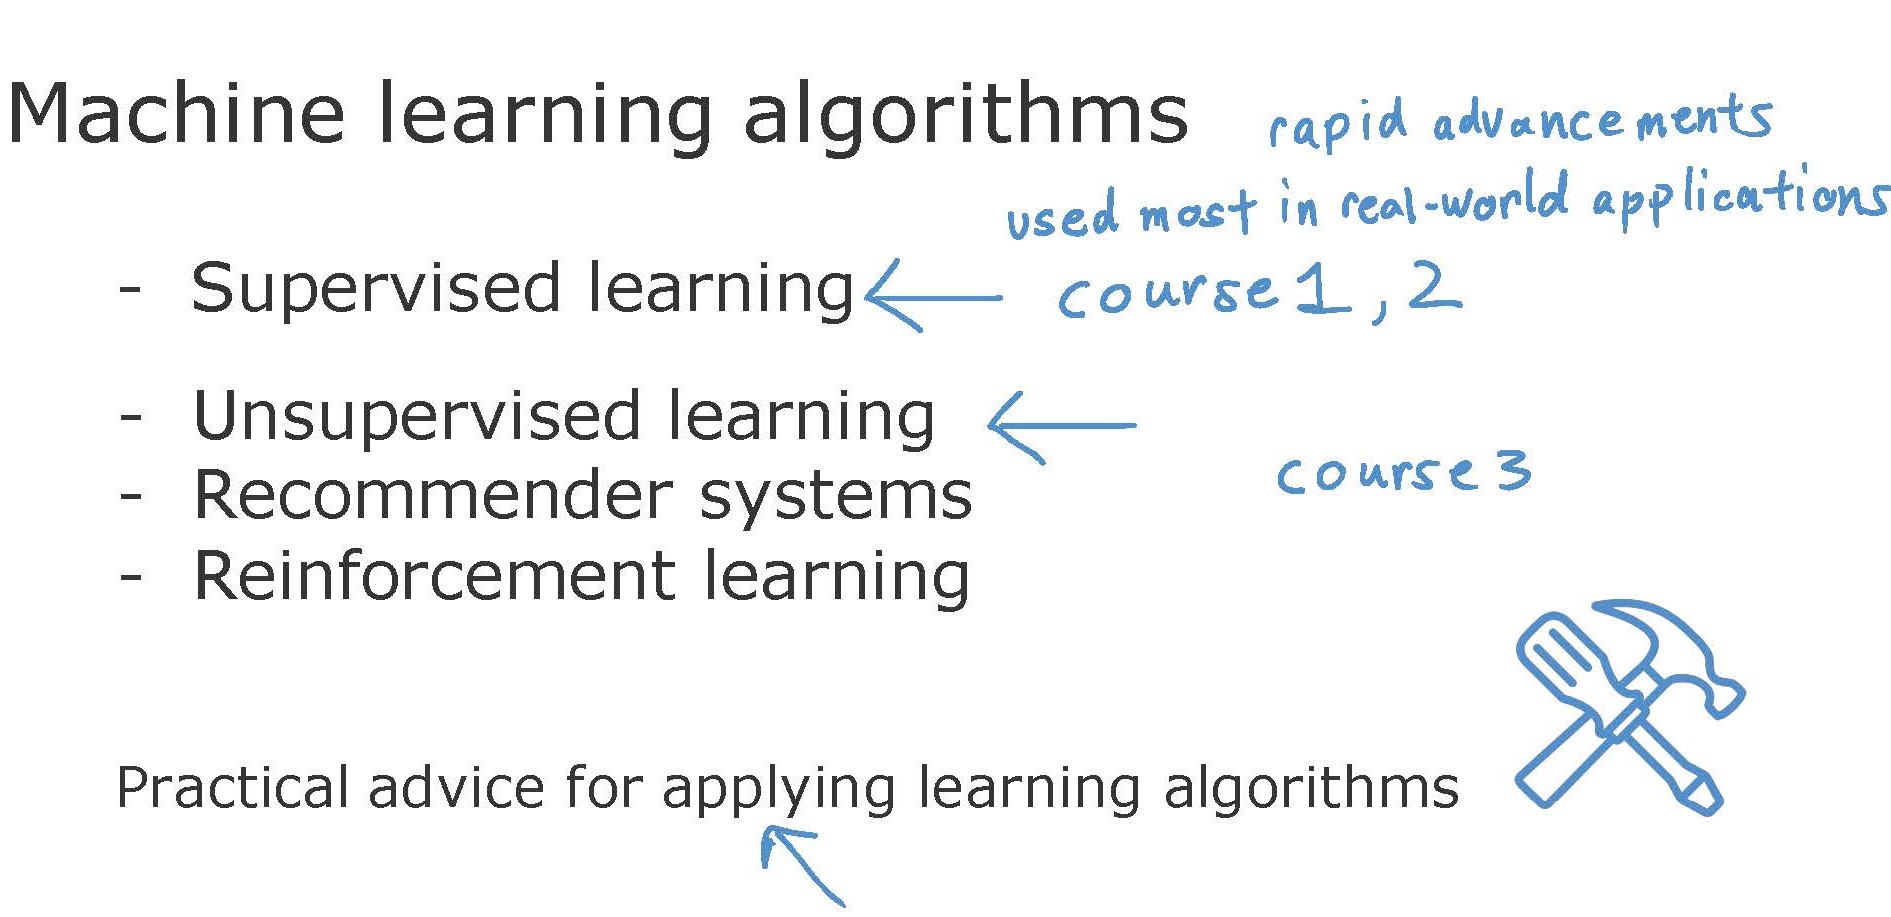 Machine learning algorithms
rapid advancements
used most in real-world applications
- Supervised learning
course 1, 2
- Unsupervised learning
course 3
- Recommender systems
- Reinforcement learning
Practical advice for applying learning algorithms